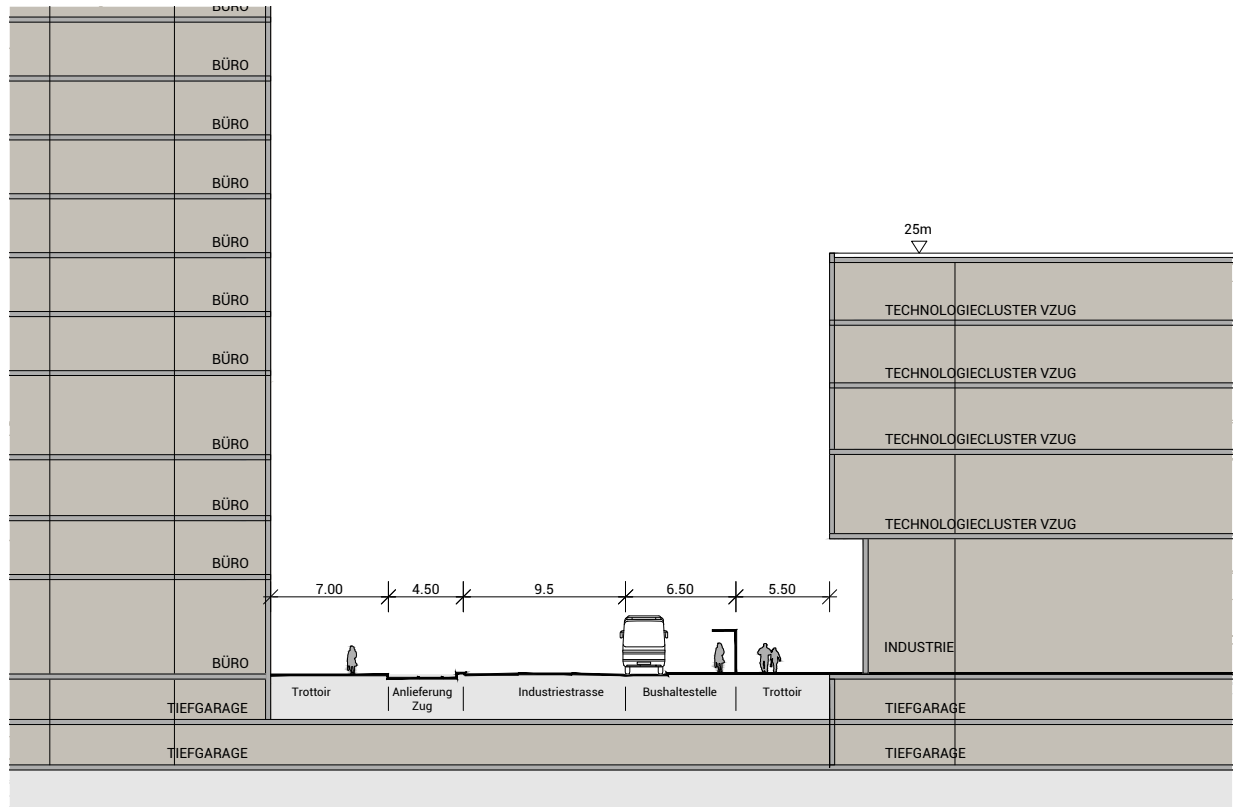 BÜRO
BÜRO
BÜRO
BÜRO
BÜRO
BÜRO
BÜRO
BÜRO
BÜRO
BÜRO
BÜRO
25m
TECHNOLOGIECLUSTER VZUG
TECHNOLOGIECLUSTER VZUG
TECHNOLOGIECLUSTER VZUG
TECHNOLOGIECLUSTER VZUG
7.00 4.50 9.5 6.50 5.50
INDUSTRIE
BÜRO
Trottoir
Anlieferung
Zug
Industriestrasse
Bushaltestelle
Trottoir
TIEFGARAGE
TIEFGARAGE
TIEFGARAGE
TIEFGARAGE